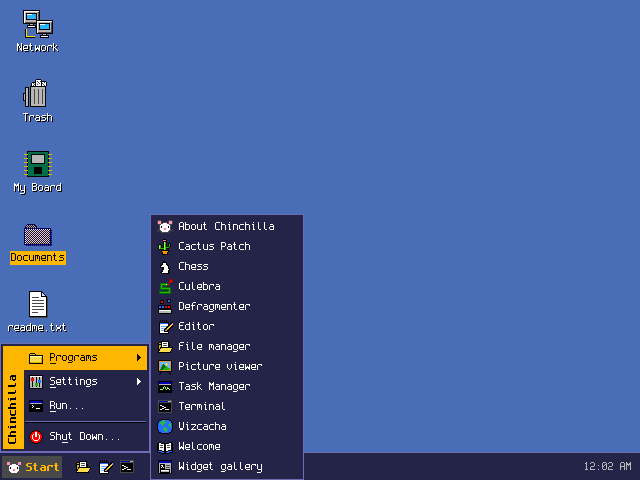 Network
Trash
My Board
Documents
readme.txt
Chinchilla
Programs
Settings
Run...
Shut Down...
About Chinchilla
Cactus Patch
Chess
Culebra
Defragmenter
Editor
File manager
Picture viewer
Task Manager
Terminal
Vizcacha
Welcome
Widget gallery
Start
12:02 AM